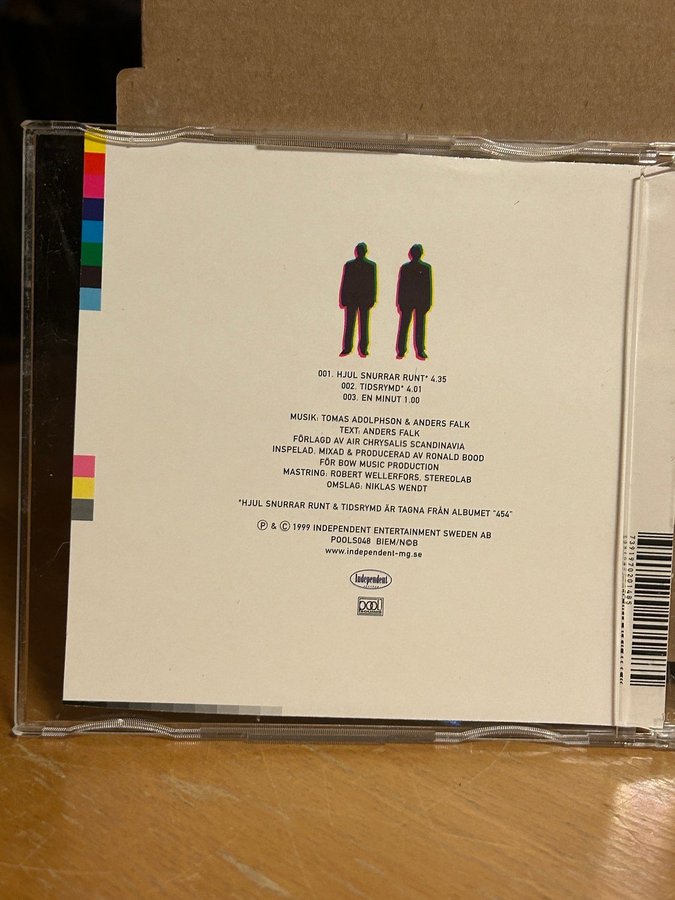 001. HJUL SNURRAR RUNT* 4.35
002. TIDSRYMD* 4.01
003. EN MINUT 1.00
MUSIK: TOMAS ADOLPHSON & ANDERS FALK
TEXT: ANDERS FALK
FÖRLAGD AV AIR CHRYSALIS SCANDINAVIA
INSPELAD, MIXAD & PRODUCERAD AV RONALD BOOD
FÖR BOW MUSIC PRODUCTION
MASTRING: ROBERT WELLERFORS, STEREOLAB
OMSLAG: NIKLAS WENDT
*HJUL SNURRAR RUNT & TIDSRYMD ÄR TAGNA FRÅN ALBUMET "454"
Ⓟ & © 1999 INDEPENDENT ENTERTAINMENT SWEDEN AB
POOLS048 BIEM/N©B
www.independent-mg.se
Independent
pool
7391970201485